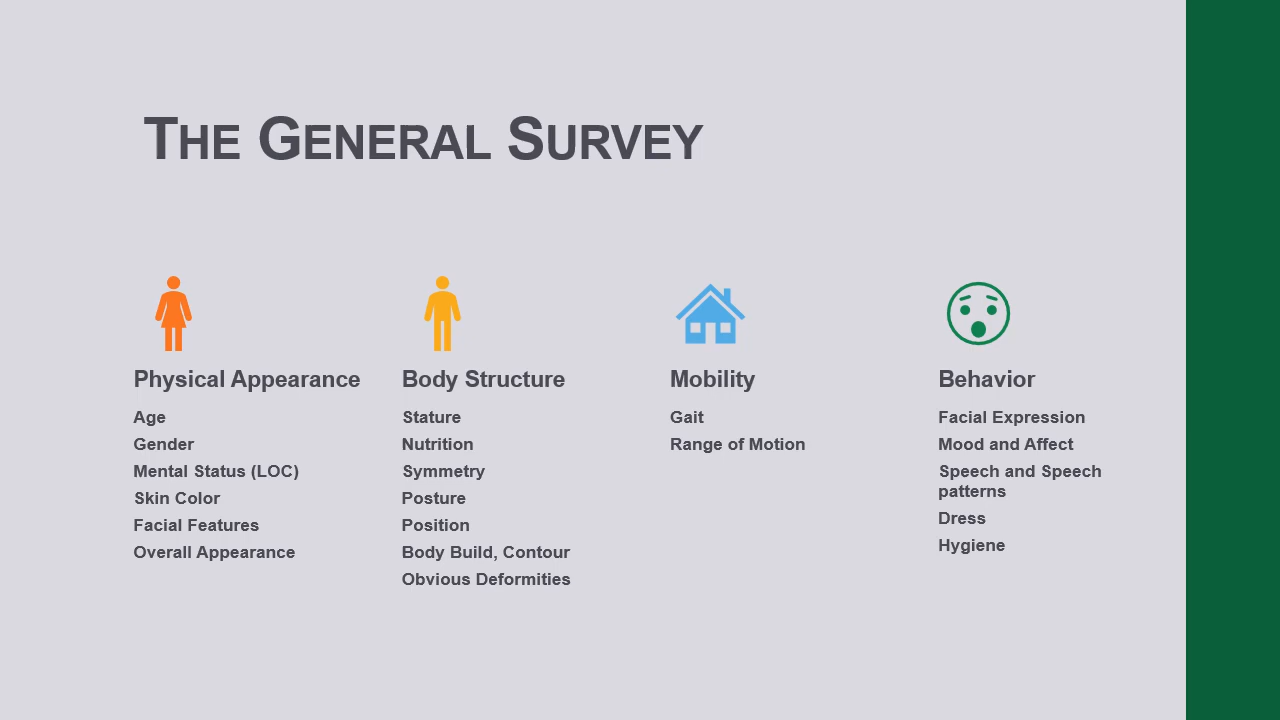 THE GENERAL SURVEY
Physical Appearance
Age
Gender
Mental Status (LOC)
Skin Color
Facial Features
Overall Appearance
Body Structure
Stature
Nutrition
Symmetry
Posture
Position
Body Build, Contour
Obvious Deformities
Mobility
Gait
Range of Motion
Behavior
Facial Expression
Mood and Affect
Speech and Speech
patterns
Dress
Hygiene